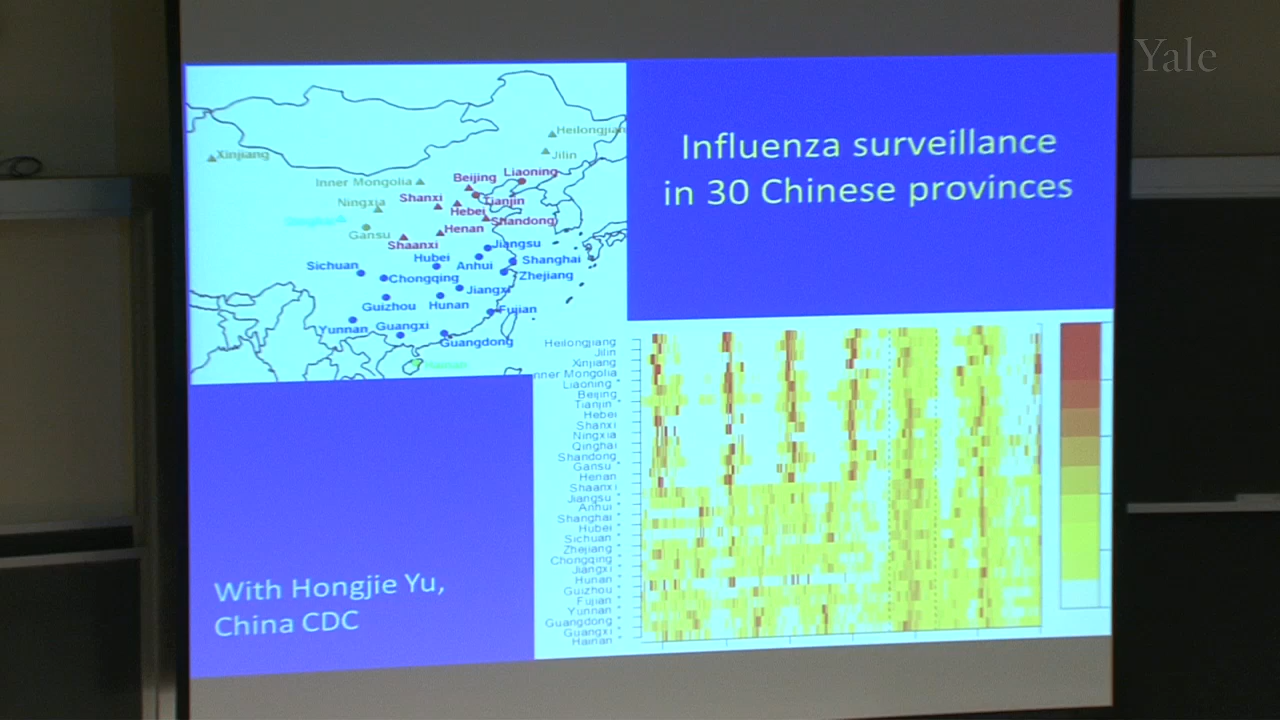 Yale
Influenza surveillance
in 30 Chinese provinces
Heilongjian
Xinjiang
Jilin
Inner Mongolia
Beijing
Liaoning
Ningxia
Shanxi
Tianjin
Hebei
Shandong
Gansu
Henan
Shaanxi
Jiangsu
Hubei
Anhui
Shanghai
Sichuan
Chongqing
Zhejiang
Jiangxi
Guizhou
Hunan
Fujian
Yunnan
Guangxi
Guangdong
Hainan
Heilongjiang
Jilin
Xinjiang
nner Mongolia
Liaoning
Beijing
Tianjin
Hebei
Shanxi
Ningxia
Qinghai
Shandong
Gansu
Henan
Shaanxi
Jiangsu
Anhui
Shanghai
Hubei
Sichuan
Zhejiang
Chongqing
Jiangxi
Hunan
Guizhou
Fujian
Yunnan
Guangdong
Guangxi
Hainan
With Hongjie Yu,
China CDC